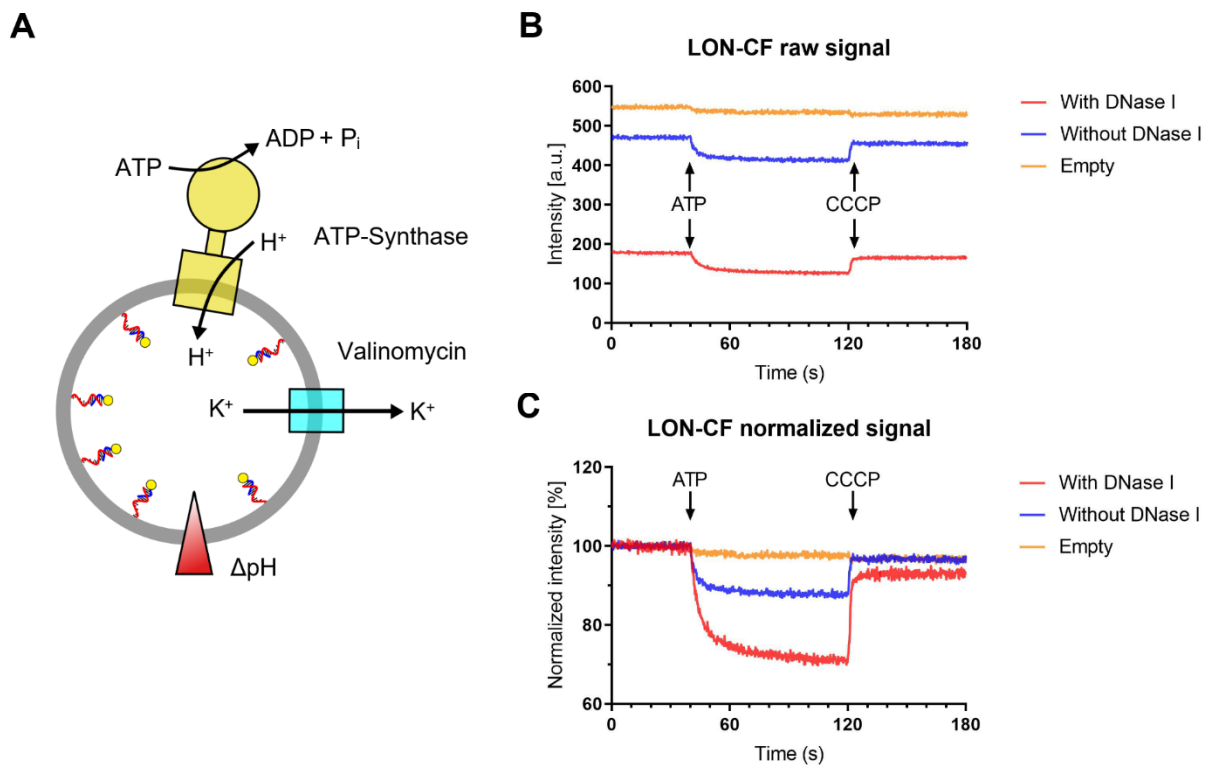 A
ATP
ADP + Pi
H⁺
ATP-Synthase
H⁺
Valinomycin
K⁺
K⁺
ΔpH
B
LON-CF raw signal
Intensity [a.u.]
600
500
400
300
200
100
0
ATP
CCCP
0
60
120
180
Time (s)
With DNase I
Without DNase I
Empty
C
LON-CF normalized signal
Normalized intensity [%]
120
100
80
60
ATP
CCCP
0
60
120
180
Time (s)
With DNase I
Without DNase I
Empty